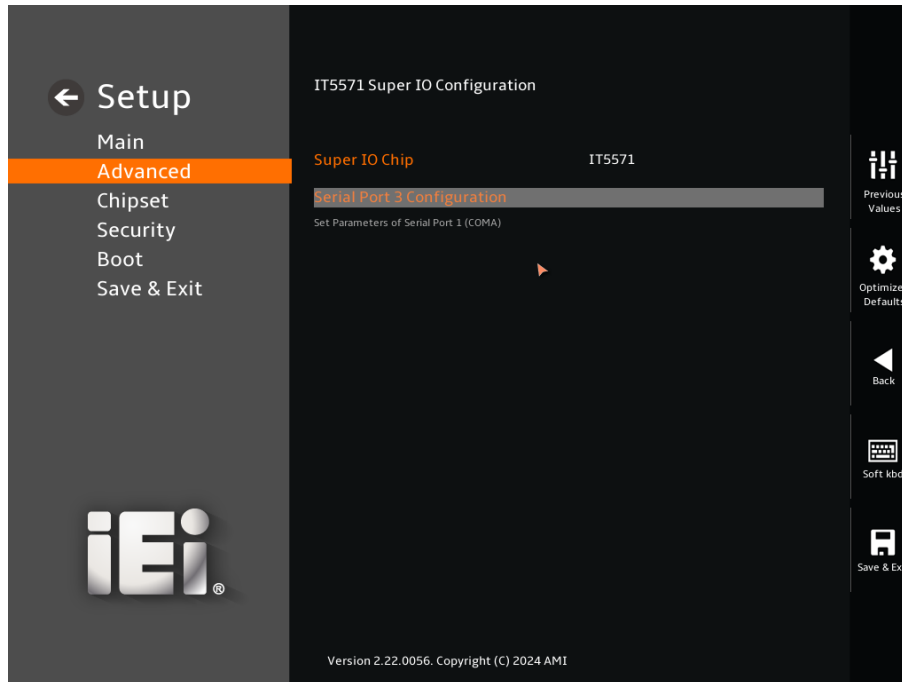 Setup
Main
Advanced
Chipset
Security
Boot
Save & Exit
iEi®
IT5571 Super IO Configuration
Super IO Chip IT5571
Serial Port 3 Configuration
Set Parameters of Serial Port 1 (COMA)
Previous
Values
Optimize
Defaults
Back
Soft kbd
Save & Ex
Version 2.22.0056. Copyright (C) 2024 AMI